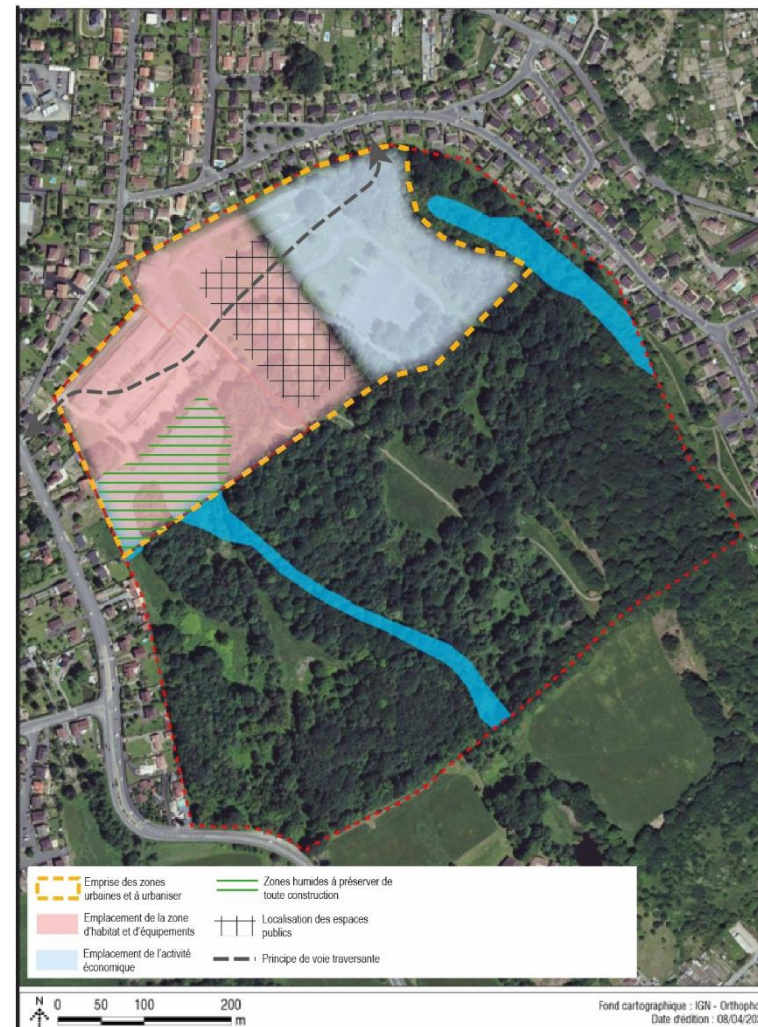 Emprise des zones
urbaines et à urbaniser
Emplacement de la zone
d'habitat et d'équipements
Emplacement de l'activité
économique
Zones humides à préserver de
toute construction
Localisation des espaces
publics
Principe de voie traversante
N 0 50 100 200
m
Fond cartographique : IGN - Orthopho
Date d'édition : 08/04/20